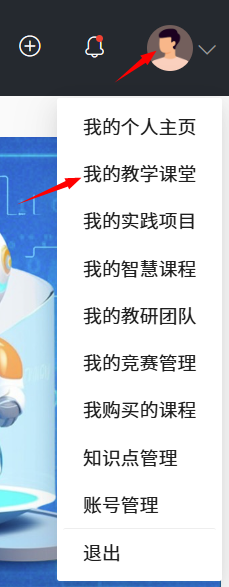 我的个人主页
我的教学课堂
我的实践项目
我的智慧课程
我的教研团队
我的竞赛管理
我购买的课程
知识点管理
账号管理
退出